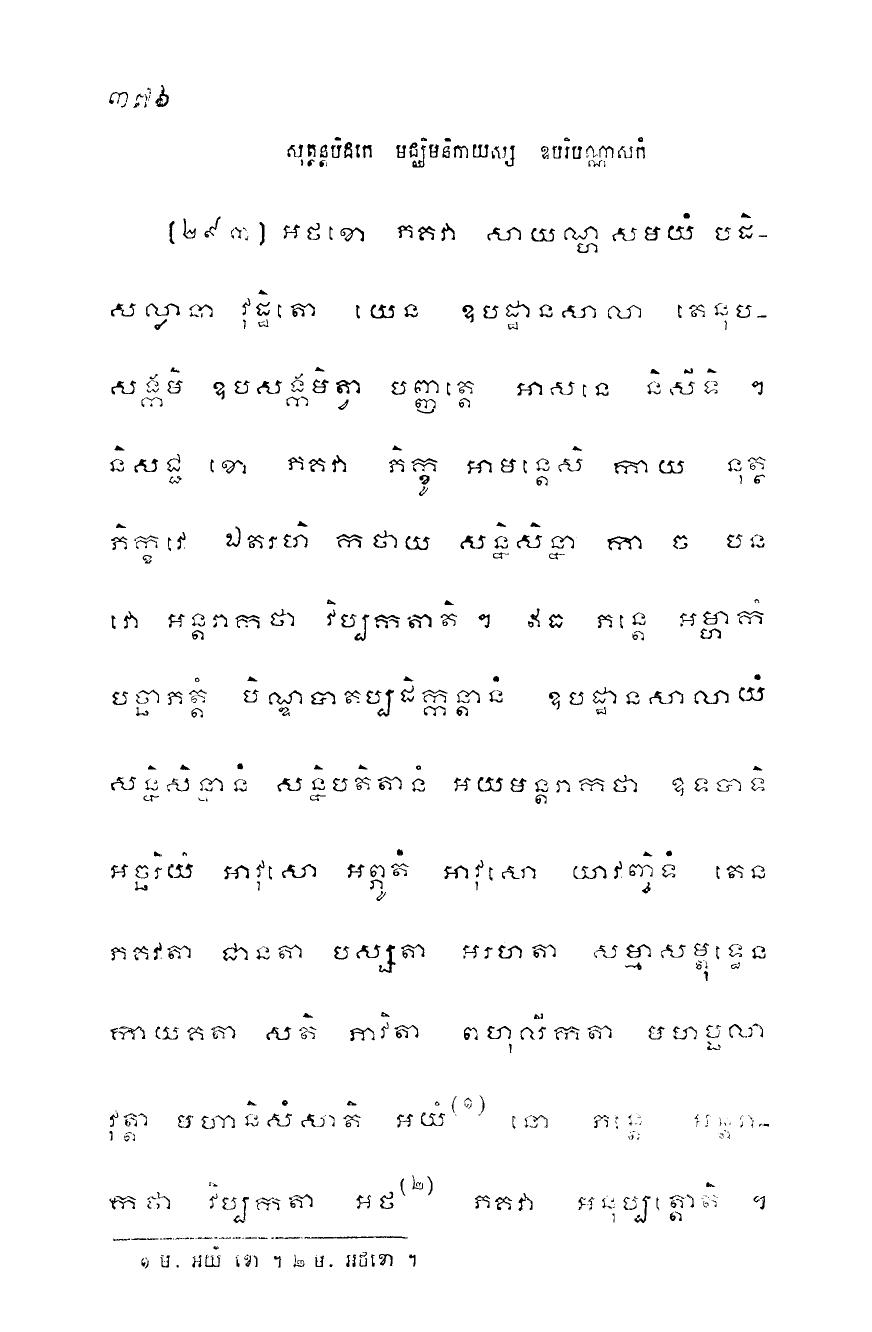 ៣៧៦
សុត្តន្តបិដកេ មជ្ឈិមនិកាយស្ស ឧបរិបណ្ណាសកំ
[២៩៣] អថខោ ភគវា សាយណ្ហសមយំ បដិ-
សល្លានា វុដ្ឋិតោ យេន ឧបដ្ឋានសាលា តេនុប-
សង្កមិ ឧបសង្កមិត្វា បញ្ញត្តេ អាសនេ និសីទិ ។
និសជ្ជ ខោ ភគវា ភិក្ខូ អាមន្តេសិ កាយ នុត្ថ
ភិក្ខវេ ឯតរហិ កថាយ សន្និសិន្នា កា ច បន
វោ អន្តរាកថា វិប្បកតាតិ ។ ឥធ ភន្តេ អម្ហាកំ
បច្ឆាភត្តំ បិណ្ឌបាតប្បដិក្កន្តានំ ឧបដ្ឋានសាលាយំ
សន្និសិន្នានំ សន្និបតិតានំ អយមន្តរាកថា ឧទបាទិ
អច្ឆរិយំ អាវុសោ អព្ភូតំ អាវុសោ យាវញ្ចិទំ តេន
ភគវតា ជានតា បស្សតា អរហតា សម្មាសម្ពុទ្ធេន
កាយគតា សតិ ភាវិតា ពហុលីកតា មហប្ផលា
វុត្តា មហានិសំសាតិ អយំ(១) នោ ភន្តេ អន្តរា-
កថា វិប្បកតា អថ(២) ភគវា អនុប្បត្តោតិ ។
១ ម. អយំ ខោ ។ ២ ម. អថខោ ។